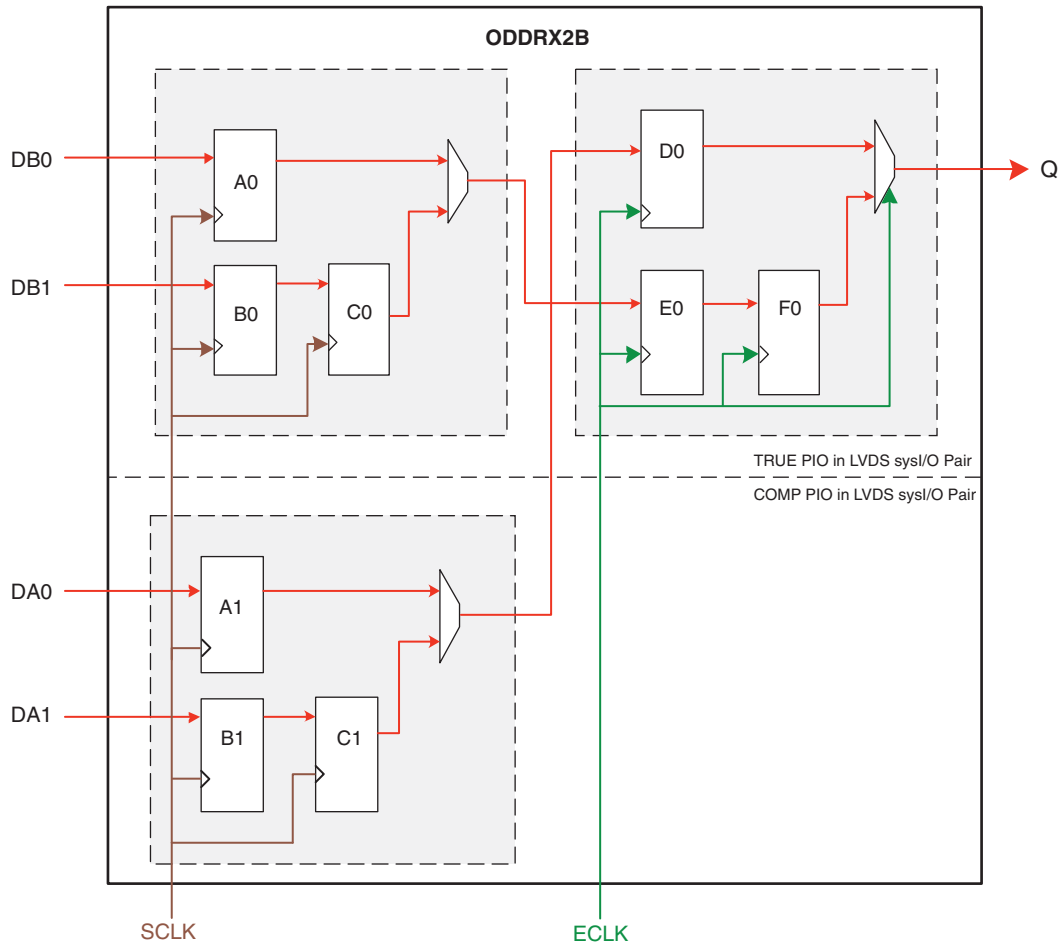 ODDRX2B
DB0
A0
D0
Q
DB1
B0
C0
E0
F0
TRUE PIO in LVDS sysI/O Pair
COMP PIO in LVDS sysI/O Pair
DA0
A1
DA1
B1
C1
SCLK
ECLK